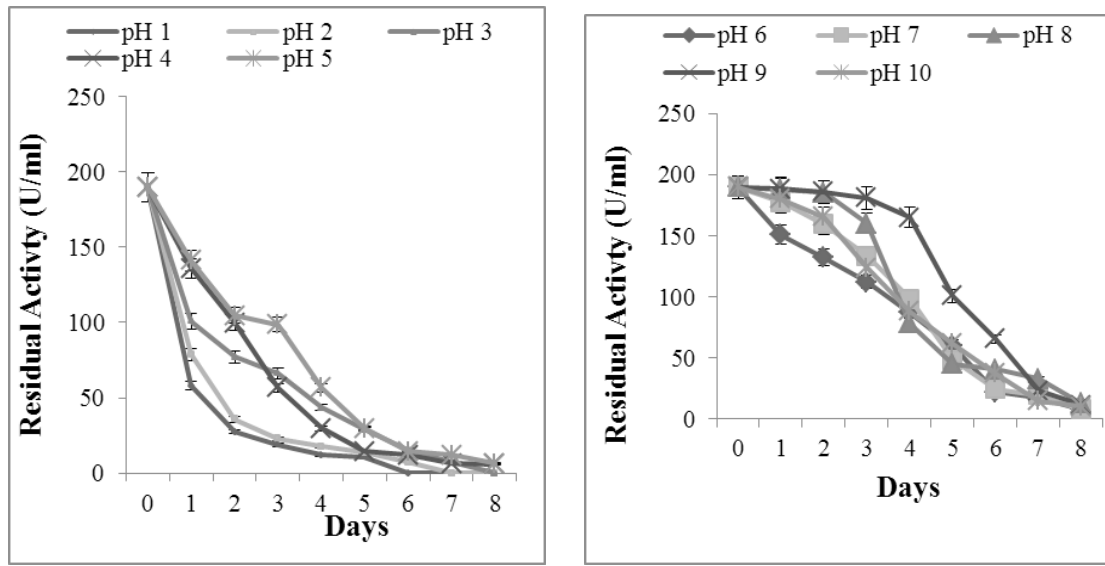 pH 1 pH 2 pH 3
pH 4 pH 5
250
200
150
100
50
0
Residual Activty (U/ml)
0 1 2 3 4 5 6 7 8
Days
pH 6 pH 7 pH 8
pH 9 pH 10
250
200
150
100
50
0
Residual Activty (U/ml)
0 1 2 3 4 5 6 7 8
Days